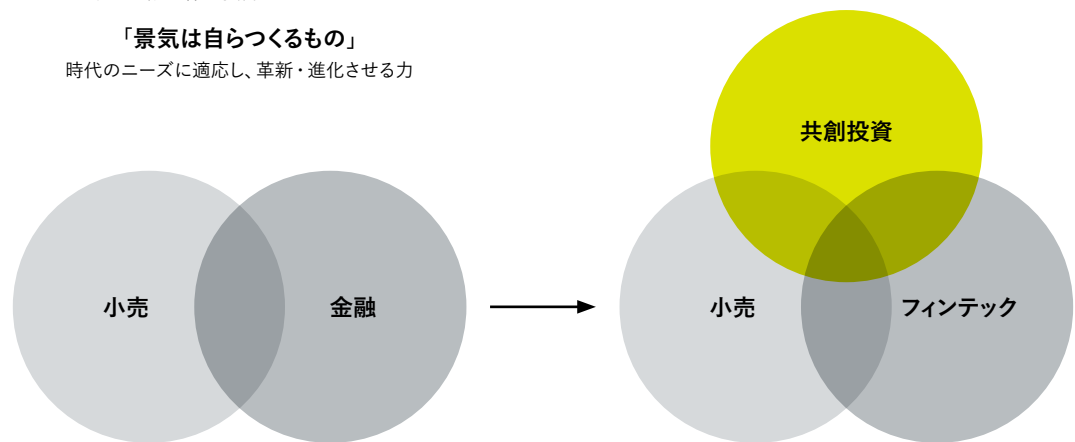 「景気は自らつくるもの」
時代のニーズに適応し、革新・進化させる力
共創投資
小売
金融
小売
フィンテック